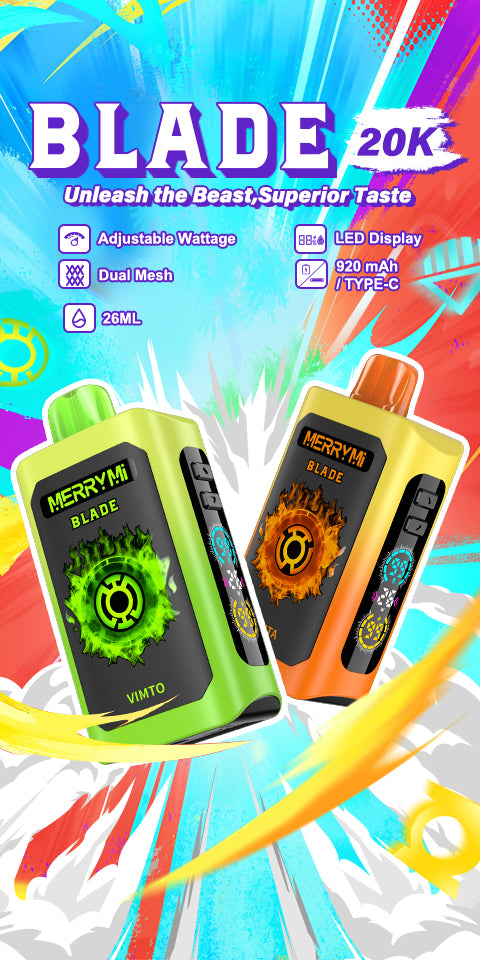 BLADE 20K
Unleash the Beast,Superior Taste
Adjustable Wattage
LED Display
Dual Mesh
920 mAh
/ TYPE-C
26ML
MERRYMi
BLADE
VIMTO
MERRYMi
BLADE